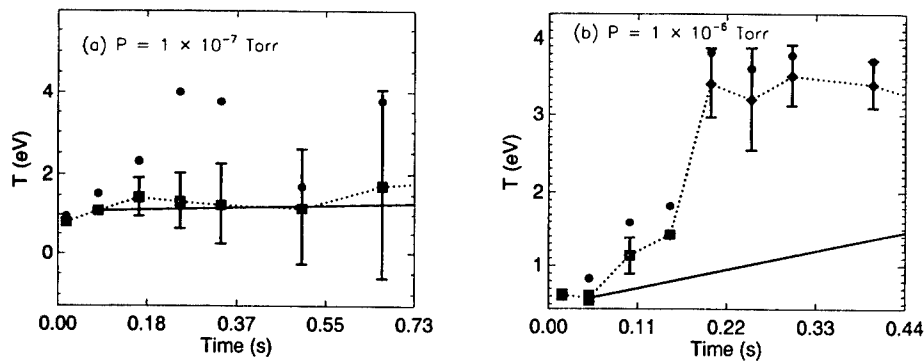 (a) P = 1 × 10⁻⁷ Torr
T (eV)
4
2
0
0.00 0.18 0.37 0.55 0.73
Time (s)
(b) P = 1 × 10⁻⁶ Torr
T (eV)
4
3
2
1
0.00 0.11 0.22 0.33 0.44
Time (s)